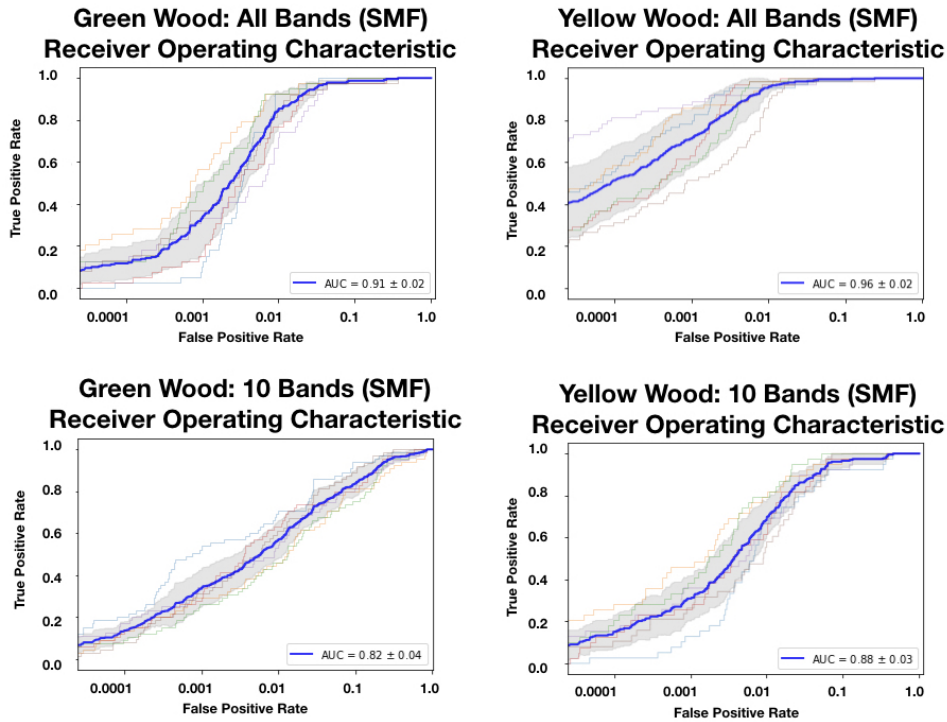 Green Wood: All Bands (SMF)
Receiver Operating Characteristic
True Positive Rate
1.0
0.8
0.6
0.4
0.2
0.0
AUC = 0.91 ± 0.02
0.0001 0.001 0.01 0.1 1.0
False Positive Rate
Yellow Wood: All Bands (SMF)
Receiver Operating Characteristic
True Positive Rate
1.0
0.8
0.6
0.4
0.2
0.0
AUC = 0.96 ± 0.02
0.0001 0.001 0.01 0.1 1.0
False Positive Rate
Green Wood: 10 Bands (SMF)
Receiver Operating Characteristic
True Positive Rate
1.0
0.8
0.6
0.4
0.2
0.0
AUC = 0.82 ± 0.04
0.0001 0.001 0.01 0.1 1.0
False Positive Rate
Yellow Wood: 10 Bands (SMF)
Receiver Operating Characteristic
True Positive Rate
1.0
0.8
0.6
0.4
0.2
0.0
AUC = 0.88 ± 0.03
0.0001 0.001 0.01 0.1 1.0
False Positive Rate